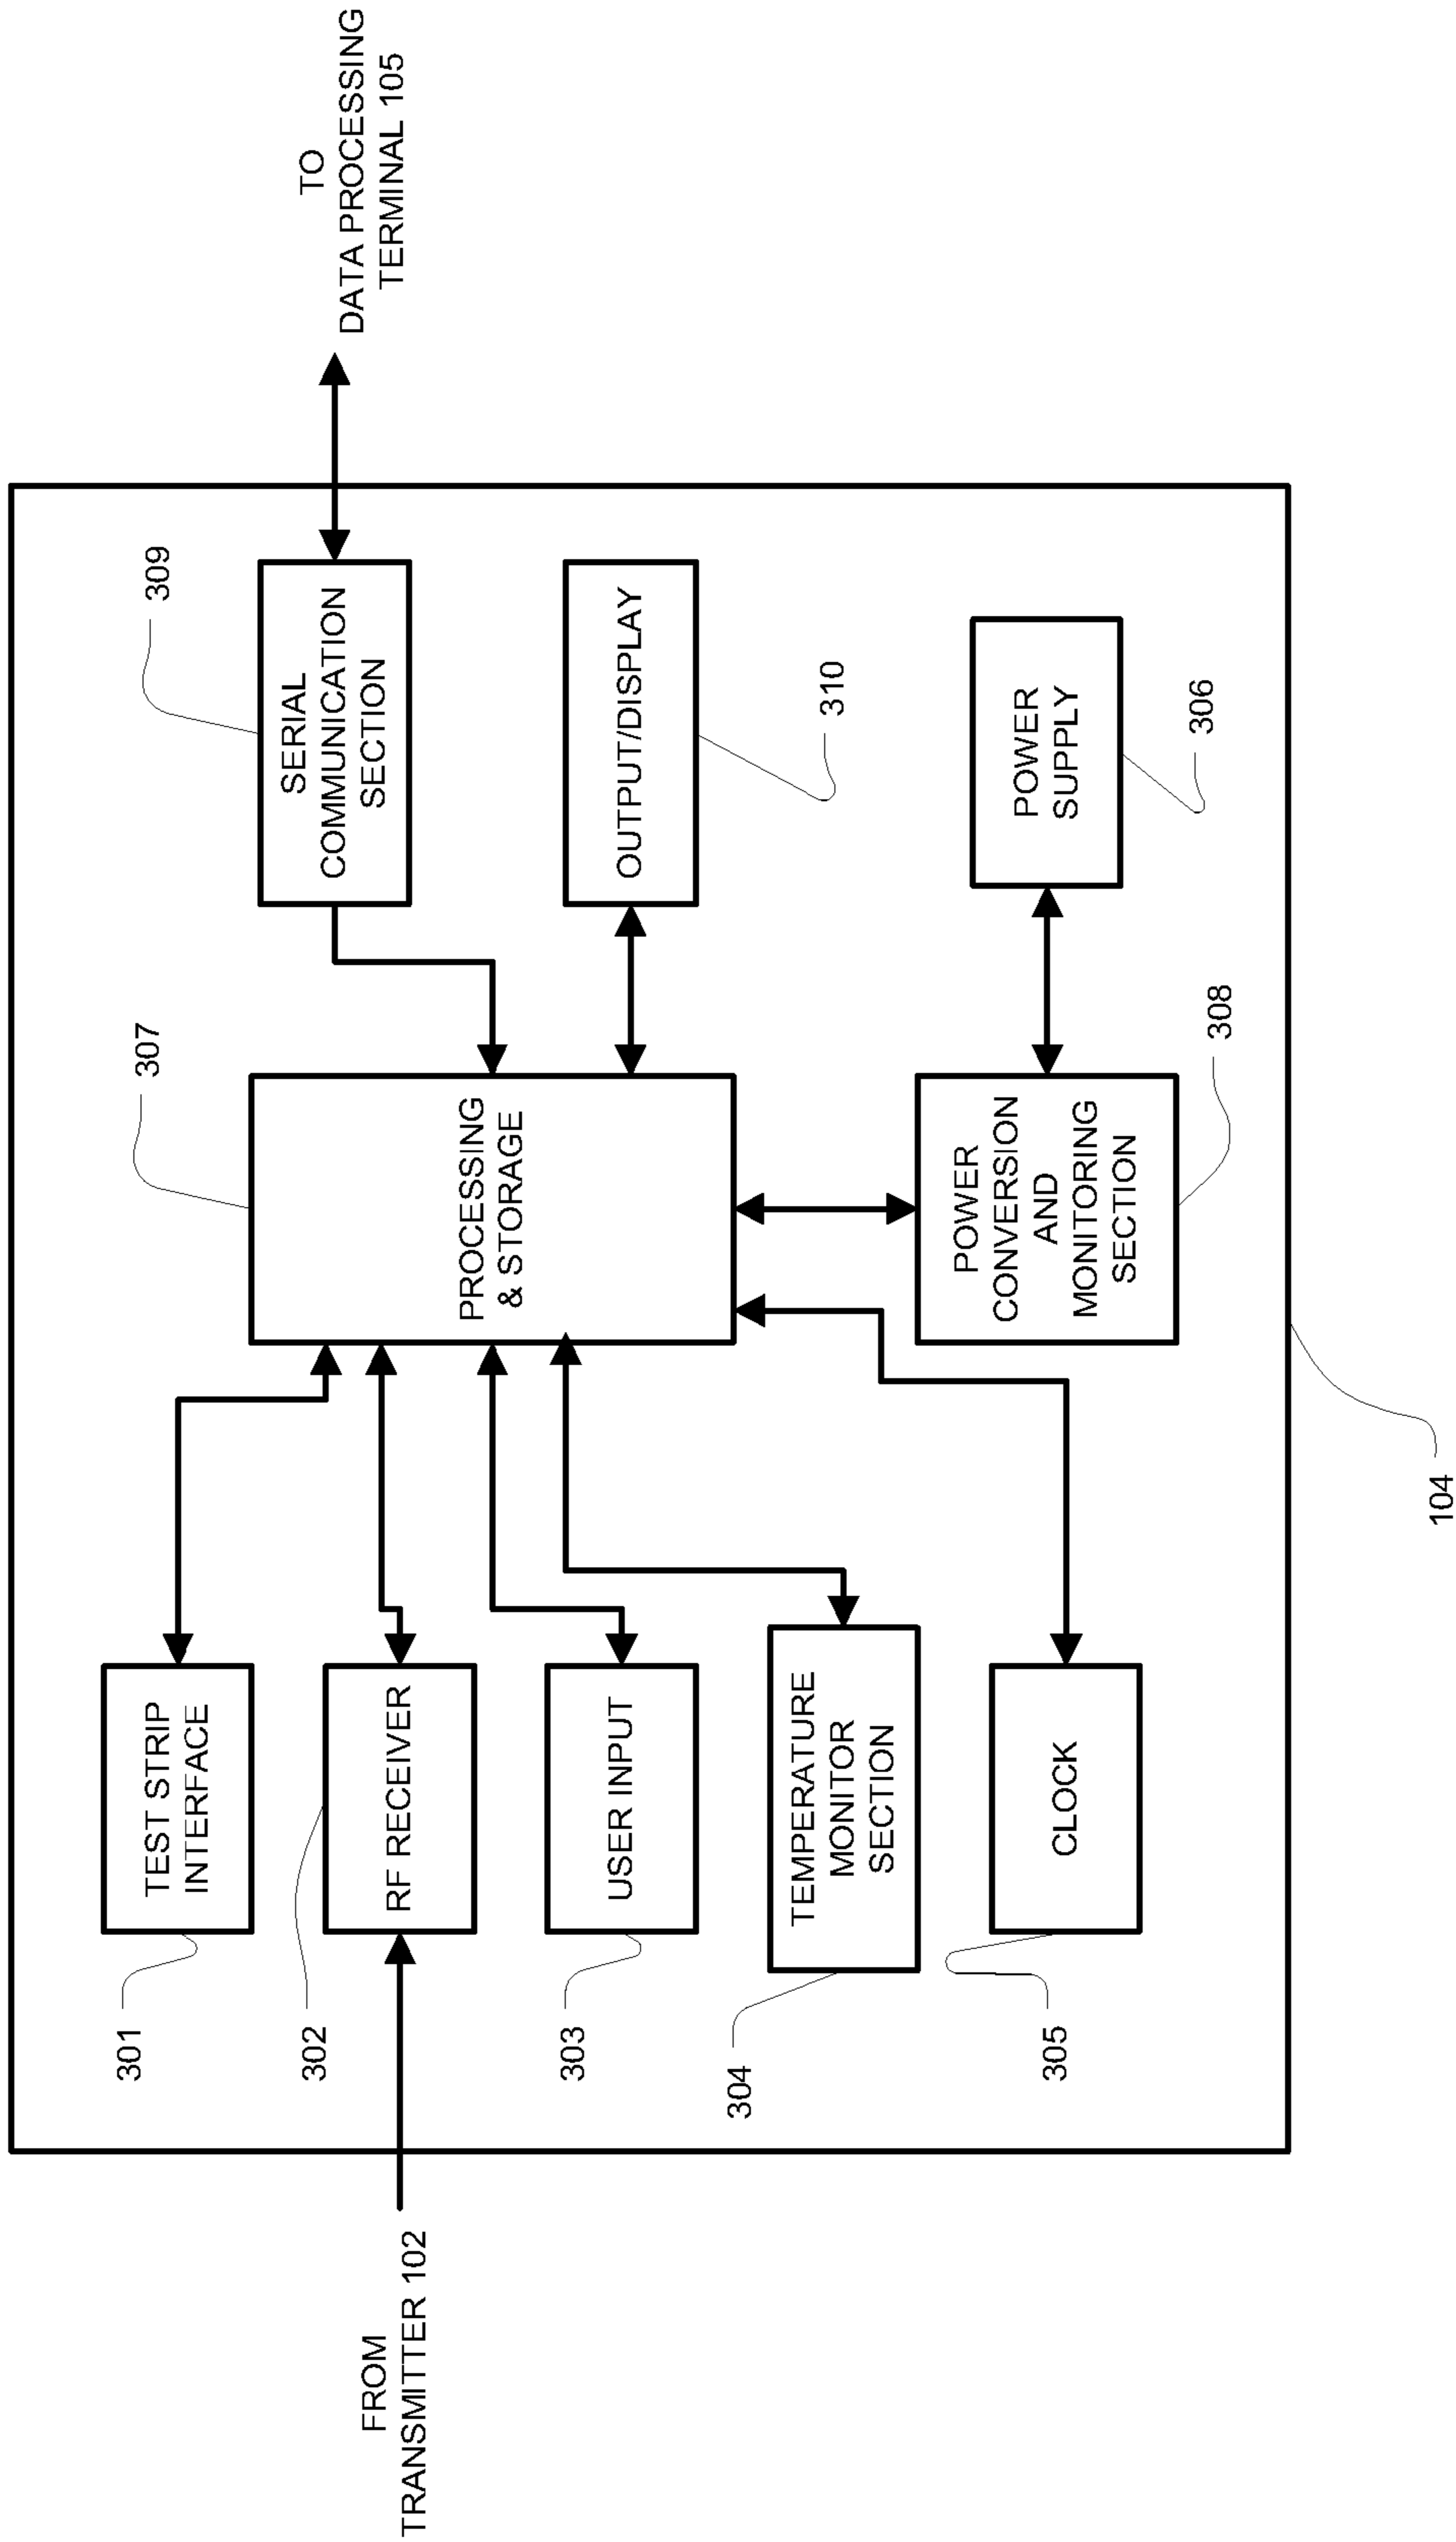 TEST STRIP
INTERFACE
301
FROM
TRANSMITTER 102
RF RECEIVER
302
USER INPUT
303
TEMPERATURE
MONITOR
SECTION
304
CLOCK
305
307
PROCESSING
& STORAGE
POWER
CONVERSION
AND
MONITORING
SECTION
308
309
SERIAL
COMMUNICATION
SECTION
TO
DATA PROCESSING
TERMINAL 105
OUTPUT/DISPLAY
310
POWER
SUPPLY
306
104